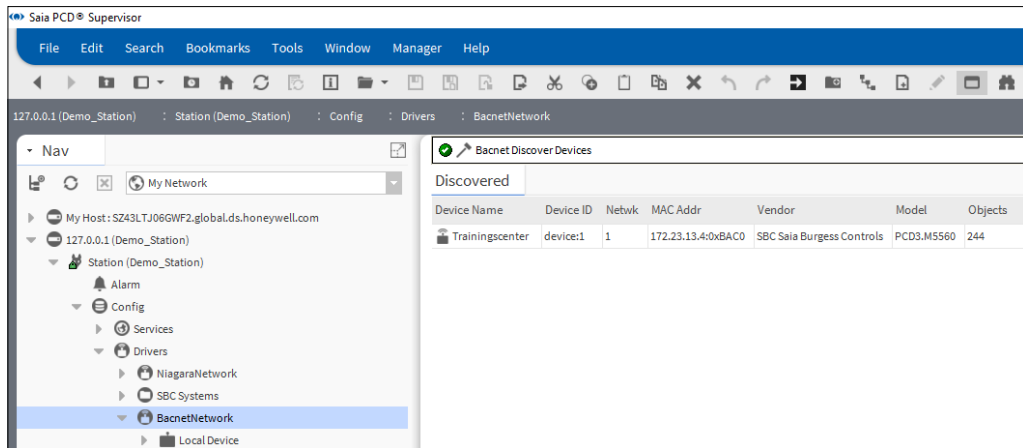 Saia PCD® Supervisor
File Edit Search Bookmarks Tools Window Manager Help
127.0.0.1 (Demo_Station) : Station (Demo_Station) : Config : Drivers : BacnetNetwork
Nav
My Network
My Host : SZ43LTJ06GWF2.global.ds.honeywell.com
127.0.0.1 (Demo_Station)
Station (Demo_Station)
Alarm
Config
Services
Drivers
NiagaraNetwork
SBC Systems
BacnetNetwork
Local Device
Bacnet Discover Devices
Discovered
Device Name Device ID Netwk MAC Addr Vendor Model Objects
Trainingscenter device:1 1 172.23.13.4:0xBAC0 SBC Saia Burgess Controls PCD3.M5560 244